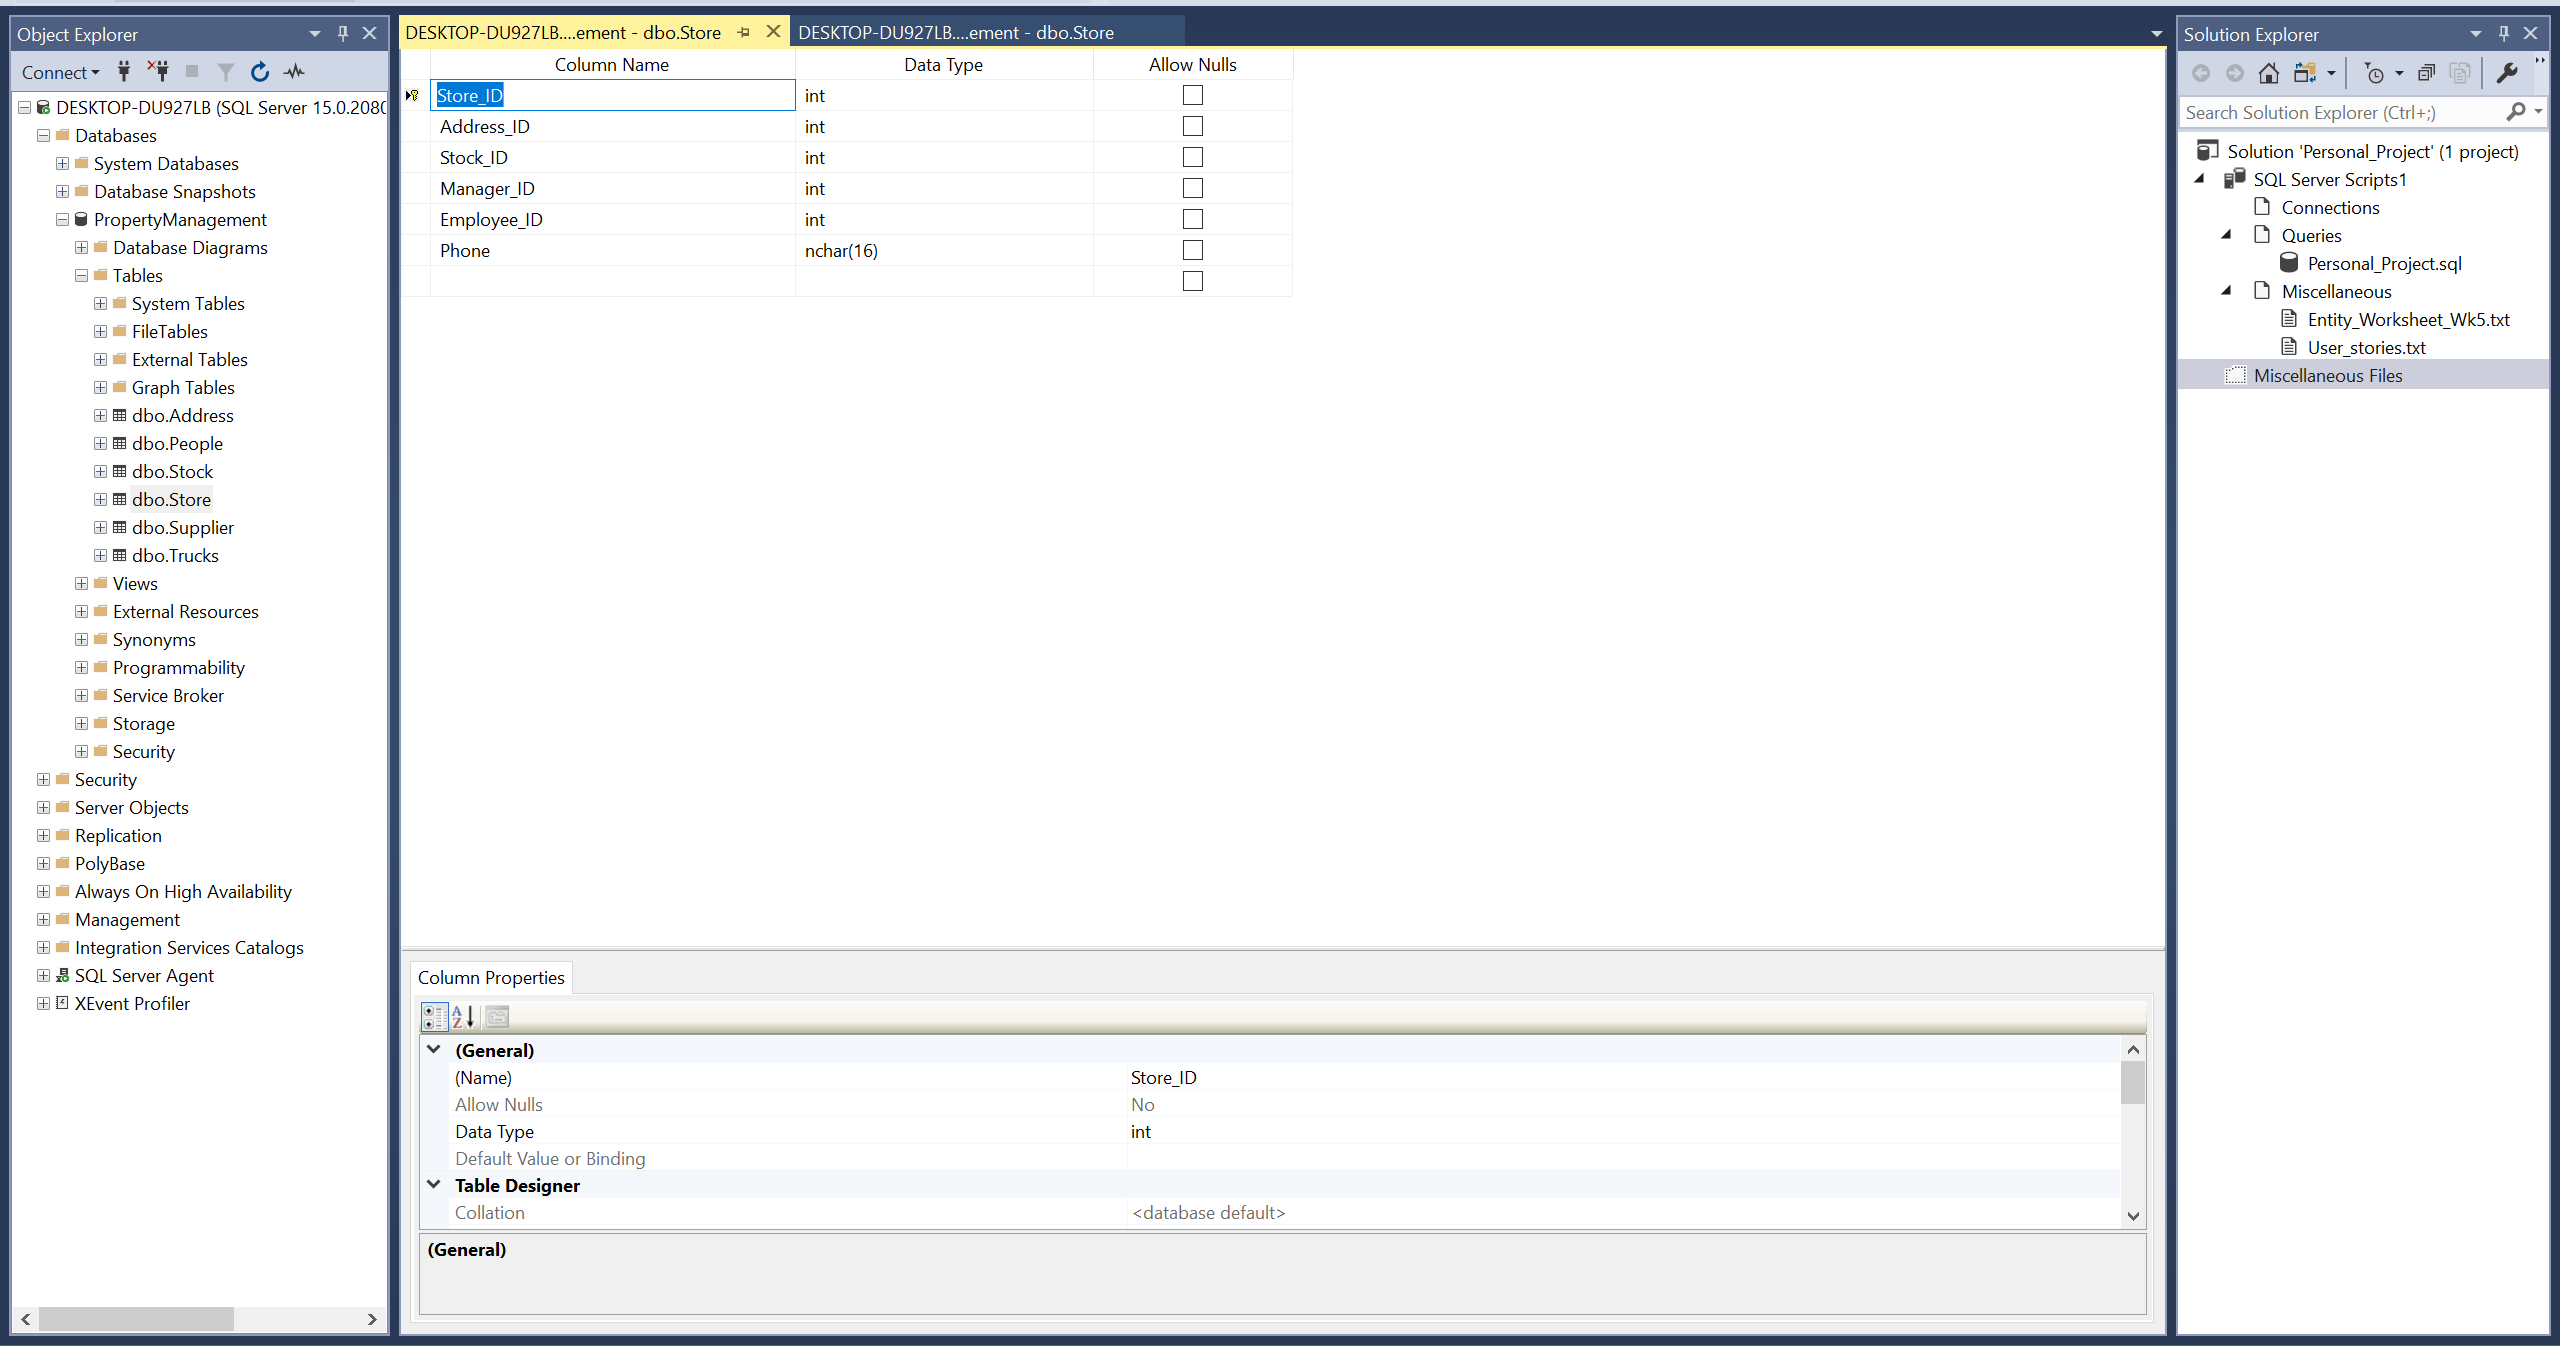 Object Explorer
Connect
DESKTOP-DU927LB (SQL Server 15.0.2080
Databases
System Databases
Database Snapshots
PropertyManagement
Database Diagrams
Tables
System Tables
FileTables
External Tables
Graph Tables
dbo.Address
dbo.People
dbo.Stock
dbo.Store
dbo.Supplier
dbo.Trucks
Views
External Resources
Synonyms
Programmability
Service Broker
Storage
Security
Security
Server Objects
Replication
PolyBase
Always On High Availability
Management
Integration Services Catalogs
SQL Server Agent
XEvent Profiler
DESKTOP-DU927LB....ement - dbo.Store
DESKTOP-DU927LB....ement - dbo.Store
Column Name Data Type Allow Nulls
Store_ID int
Address_ID int
Stock_ID int
Manager_ID int
Employee_ID int
Phone nchar(16)
Column Properties
(General)
(Name) Store_ID
Allow Nulls No
Data Type int
Default Value or Binding
Table Designer
Collation <database default>
(General)
Solution Explorer
Search Solution Explorer (Ctrl+;)
Solution 'Personal_Project' (1 project)
SQL Server Scripts1
Connections
Queries
Personal_Project.sql
Miscellaneous
Entity_Worksheet_Wk5.txt
User_stories.txt
Miscellaneous Files